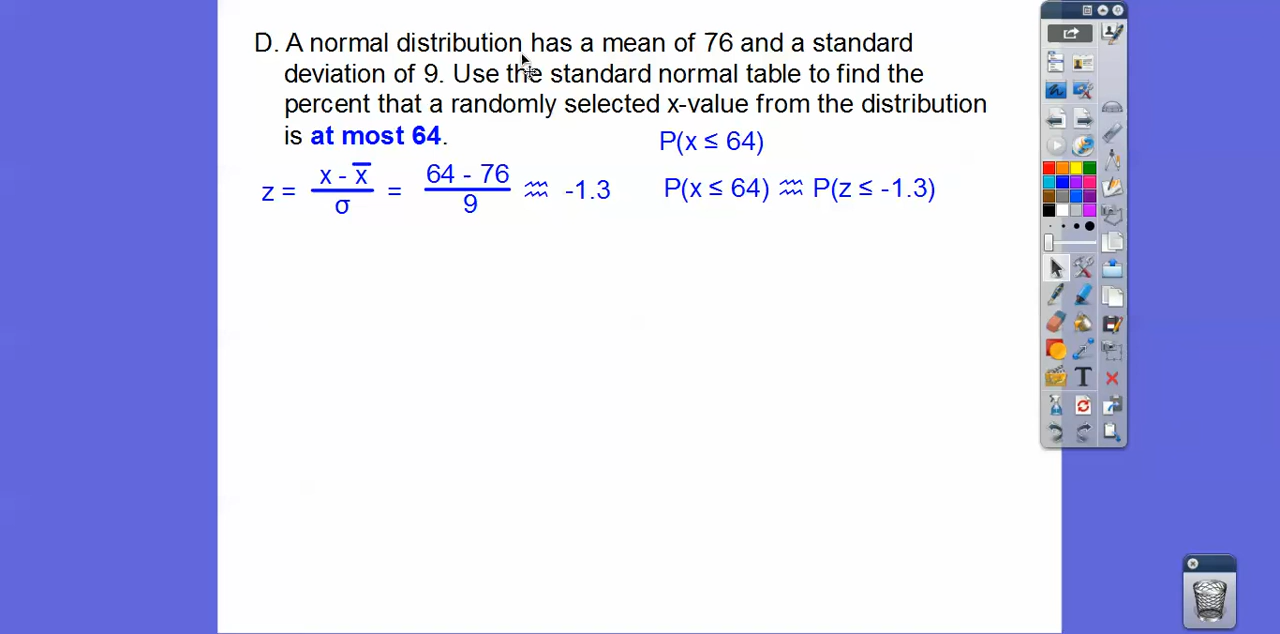 D. A normal distribution has a mean of 76 and a standard
deviation of 9. Use the standard normal table to find the
percent that a randomly selected x-value from the distribution
is at most 64.
P(x ≤ 64)
z = x - x̅ / σ = 64 - 76 / 9 ≈ -1.3
P(x ≤ 64) ≈ P(z ≤ -1.3)
T